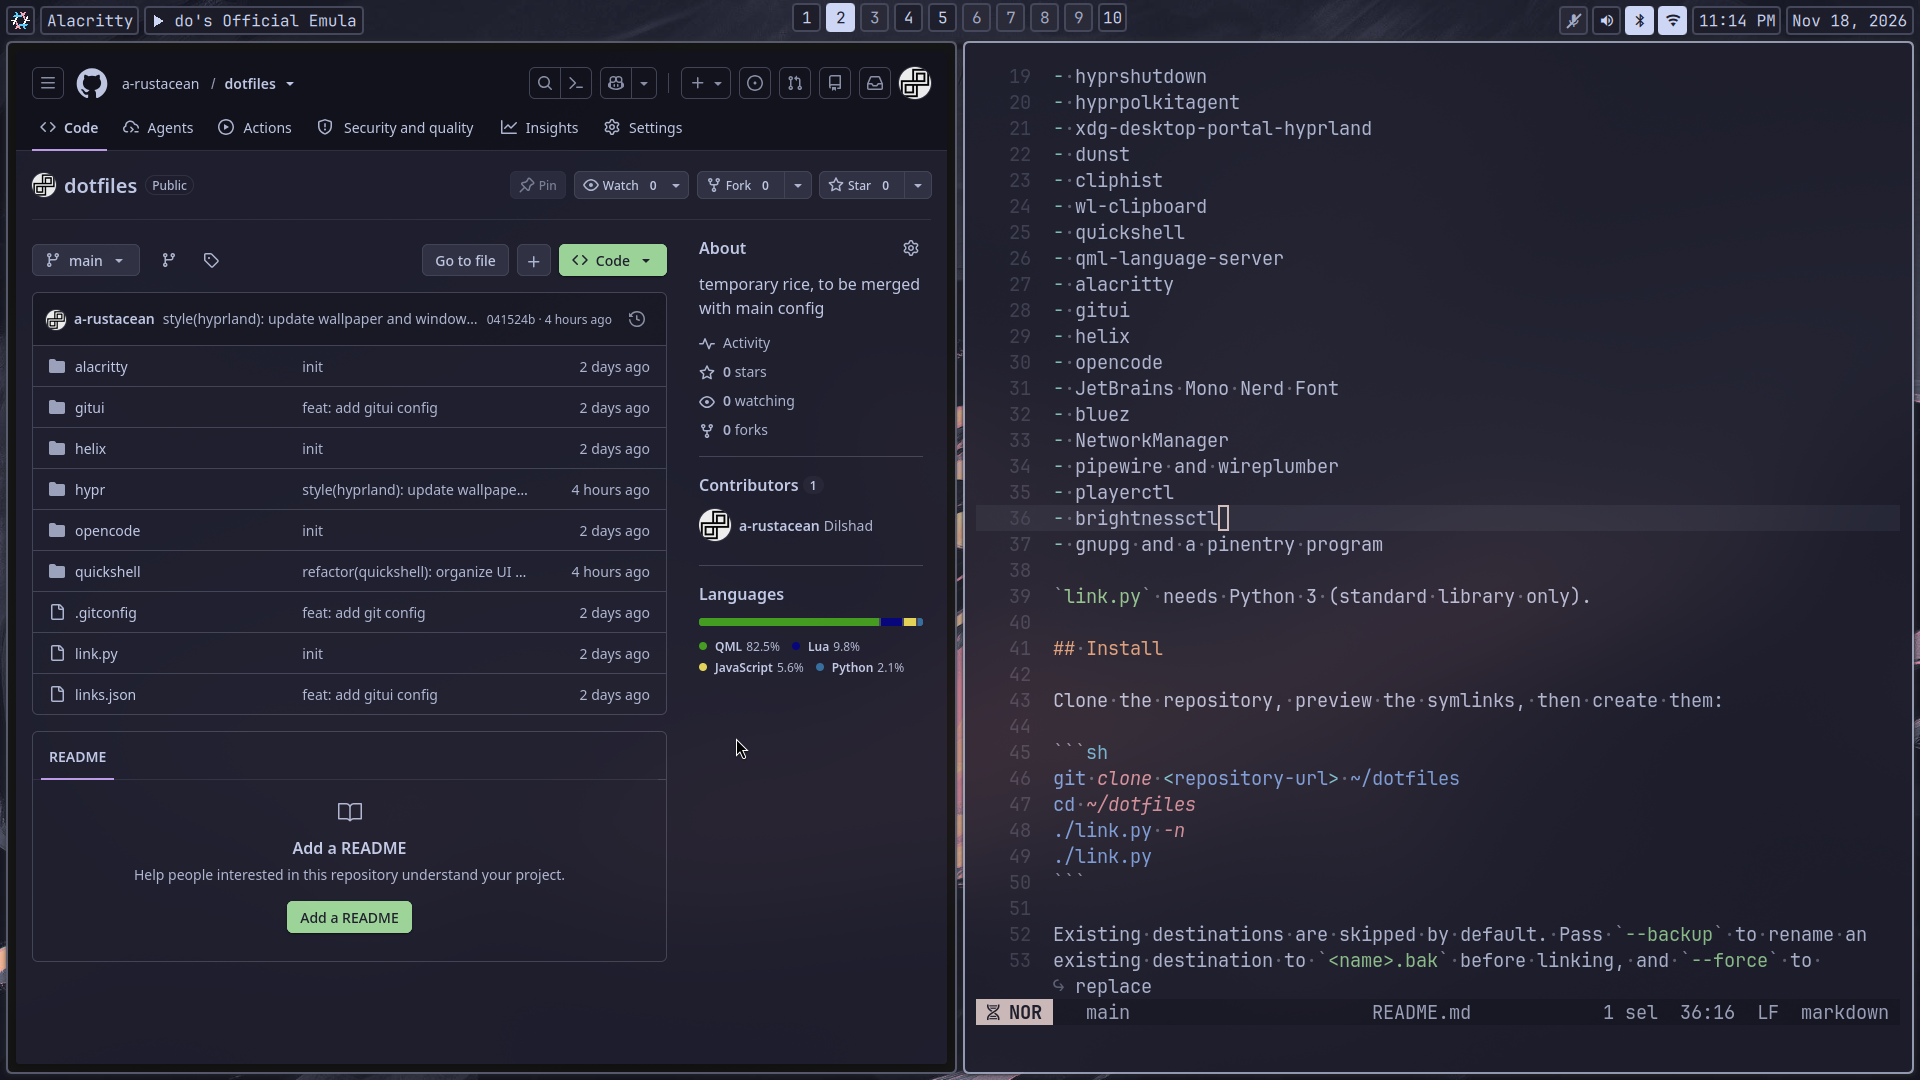 Alacritty
do's Official Emula
1 2 3 4 5 6 7 8 9 10
11:14 PM
Nov 18, 2026
a-rustacean / dotfiles
Code
Agents
Actions
Security and quality
Insights
Settings
dotfiles
Public
Pin
Watch 0
Fork 0
Star 0
main
Go to file
Code
a-rustacean style(hyprland): update wallpaper and window... 041524b · 4 hours ago
alacritty init 2 days ago
gitui feat: add gitui config 2 days ago
helix init 2 days ago
hypr style(hyprland): update wallpape... 4 hours ago
opencode init 2 days ago
quickshell refactor(quickshell): organize UI ... 4 hours ago
.gitconfig feat: add git config 2 days ago
link.py init 2 days ago
links.json feat: add gitui config 2 days ago
README
Add a README
Help people interested in this repository understand your project.
Add a README
About
temporary rice, to be merged
with main config
Activity
0 stars
0 watching
0 forks
Contributors 1
a-rustacean Dilshad
Languages
QML 82.5% Lua 9.8%
JavaScript 5.6% Python 2.1%
19 -·hyprshutdown
20 -·hyprpolkitagent
21 -·xdg-desktop-portal-hyprland
22 -·dunst
23 -·cliphist
24 -·wl-clipboard
25 -·quickshell
26 -·qml-language-server
27 -·alacritty
28 -·gitui
29 -·helix
30 -·opencode
31 -·JetBrains·Mono·Nerd·Font
32 -·bluez
33 -·NetworkManager
34 -·pipewire·and·wireplumber
35 -·playerctl
36 -·brightnessctl
37 -·gnupg·and·a·pinentry·program
38
39 `link.py`·needs·Python·3·(standard·library·only).
40
41 ##·Install
42
43 Clone·the·repository,·preview·the·symlinks,·then·create·them:
44
45 ```sh
46 git·clone·<repository-url>·~/dotfiles
47 cd·~/dotfiles
48 ./link.py·-n
49 ./link.py
50 ```
51
52 Existing·destinations·are·skipped·by·default.·Pass·`--backup`·to·rename·an
53 existing·destination·to·`<name>.bak`·before·linking,·and·`--force`·to·
↪ replace
NOR main README.md 1 sel 36:16 LF markdown